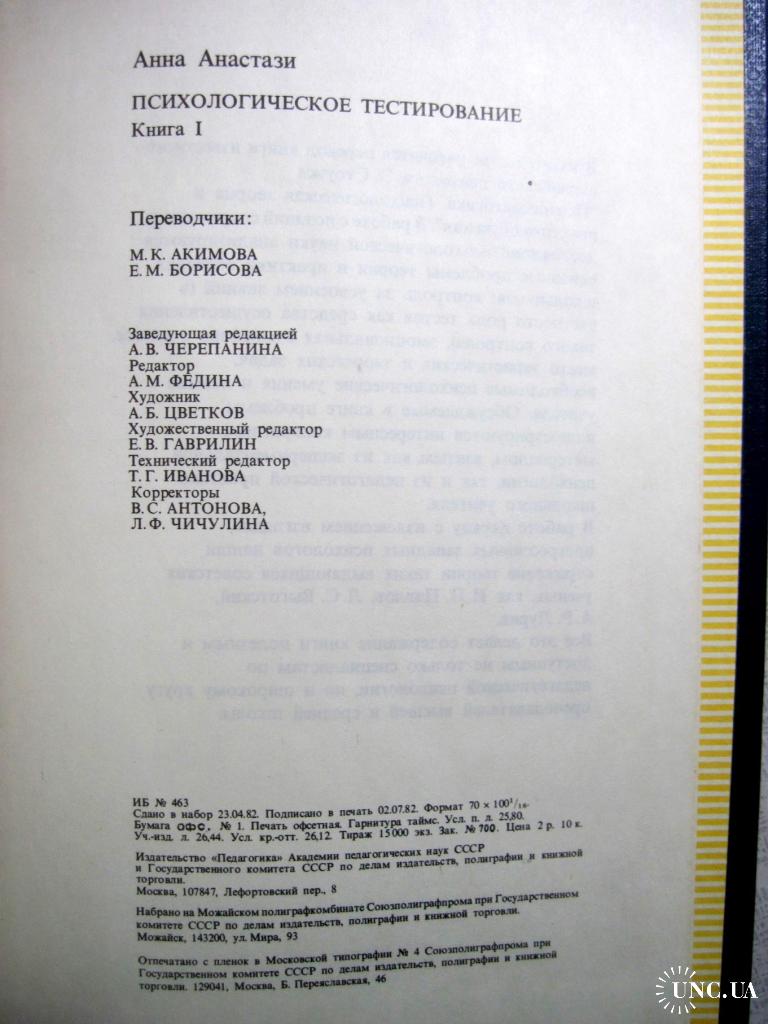 Анна Анастази
ПСИХОЛОГИЧЕСКОЕ ТЕСТИРОВАНИЕ
Книга I
Переводчики:
М. К. АКИМОВА
Е. М. БОРИСОВА
Заведующая редакцией
А. В. ЧЕРЕПАНИНА
Редактор
А. М. ФЕДИНА
Художник
А. Б. ЦВЕТКОВ
Художественный редактор
Е. В. ГАВРИЛИН
Технический редактор
Т. Г. ИВАНОВА
Корректоры
В. С. АНТОНОВА,
Л. Ф. ЧИЧУЛИНА
ИБ № 463
Сдано в набор 23.04.82. Подписано в печать 02.07.82. Формат 70 × 100¹/₁₆.
Бумага офс. № 1. Печать офсетная. Гарнитура таймс. Усл. п. л. 25,80.
Уч.-изд. л. 26,44. Усл. кр.-отт. 26,12. Тираж 15000 экз. Зак. № 700. Цена 2 р. 10 к.
Издательство «Педагогика» Академии педагогических наук СССР
и Государственного комитета СССР по делам издательств, полиграфии и книжной
торговли.
Москва, 107847, Лефортовский пер., 8
Набрано на Можайском полиграфкомбинате Союзполиграфпрома при Государственном
комитете СССР по делам издательств, полиграфии и книжной торговли.
Можайск, 143200, ул. Мира, 93
Отпечатано с пленок в Московской типографии № 4 Союзполиграфпрома при
Государственном комитете СССР по делам издательств, полиграфии и книжной
торговли. 129041, Москва, Б. Переяславская, 46
UNC.UA